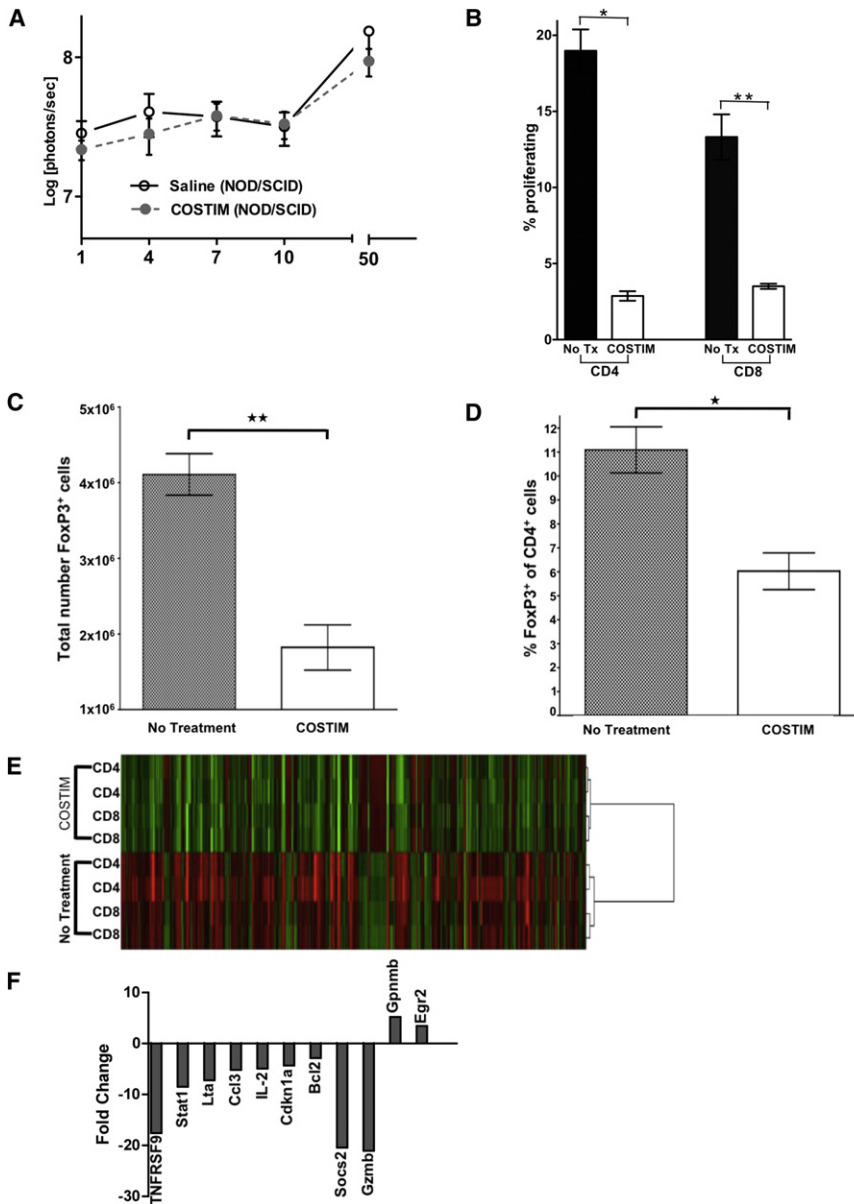 A
Log [photons/sec]
8
7
Saline (NOD/SCID)
COSTIM (NOD/SCID)
1 4 7 10 50
B
% proliferating
20
15
10
5
0
*
**
No Tx COSTIM No Tx COSTIM
CD4 CD8
C
Total number FoxP3+ cells
5x10⁶
4x10⁶
3x10⁶
2x10⁶
1x10⁶
★★
No Treatment COSTIM
D
% FoxP3+ of CD4+ cells
12
11
10
9
8
7
6
5
4
3
2
1
0
★
No Treatment COSTIM
E
COSTIM
CD4
CD4
CD8
CD8
No Treatment
CD4
CD4
CD8
CD8
F
Fold Change
10
0
-10
-20
-30
TNFRSF9
Stat1
Lta
Ccl3
IL-2
Cdkn1a
Bcl2
Socs2
Gzmb
Gpnmb
Egr2